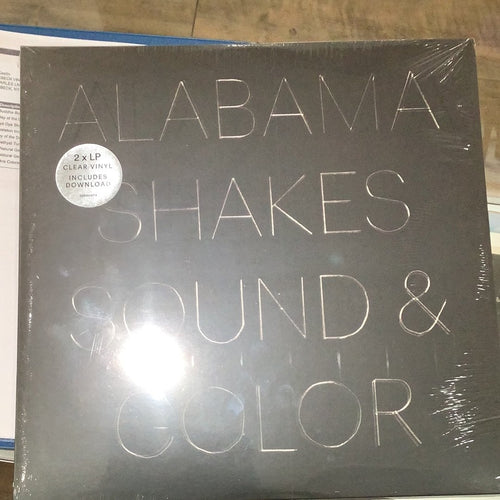 ALABAMA
SHAKES
SOUND &
COLOR
2 x LP
CLEAR VINYL
INCLUDES
DOWNLOAD